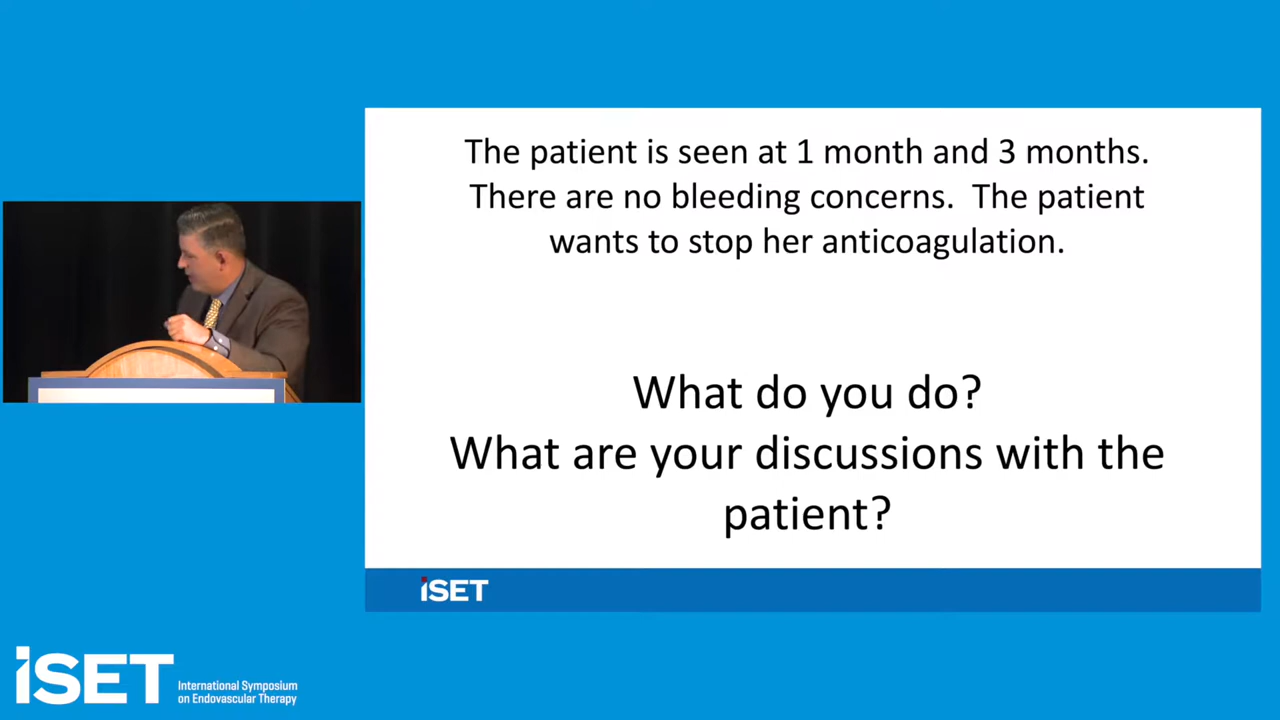 The patient is seen at 1 month and 3 months.
There are no bleeding concerns.  The patient
wants to stop her anticoagulation.
What do you do?
What are your discussions with the
patient?
iSET
iSET
International Symposium
on Endovascular Therapy